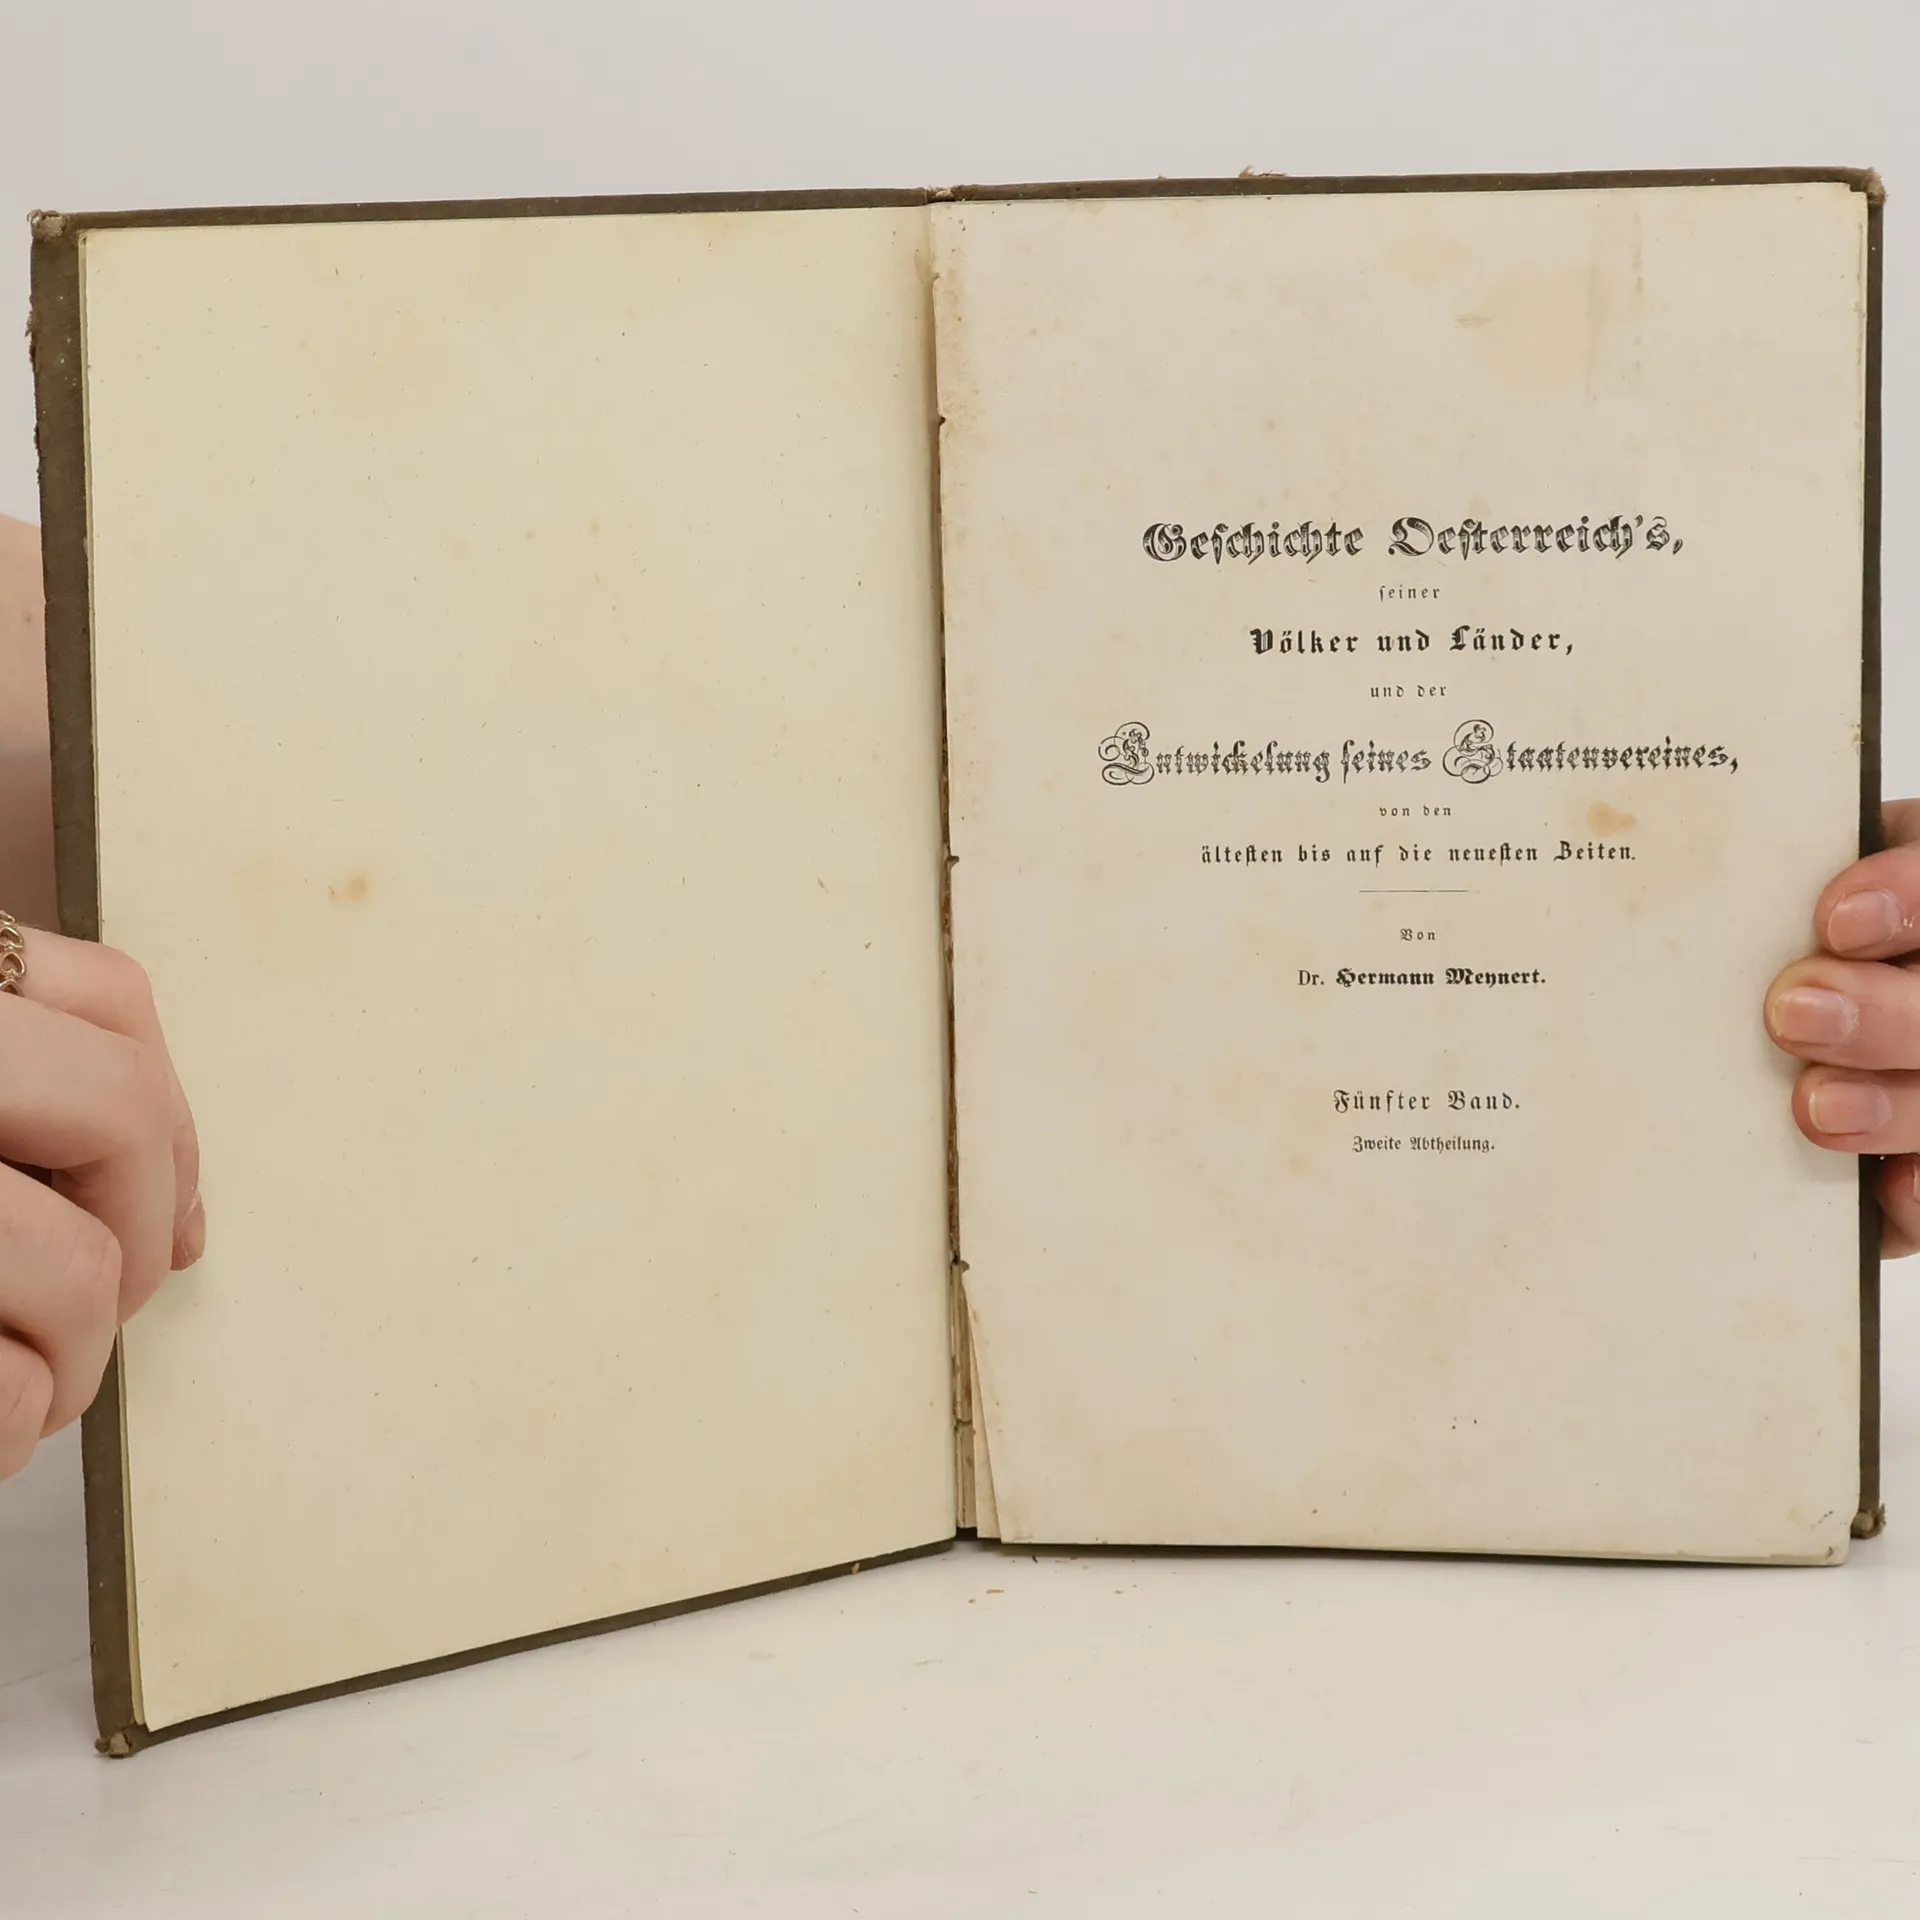 Geschichte Oesterreich's,
seiner
Völker und Länder,
und der
Entwickelung seines Staatenvereines,
von den
ältesten bis auf die neuesten Zeiten.
Von
Dr. Hermann Meynert.
Fünfter Band.
Zweite Abtheilung.